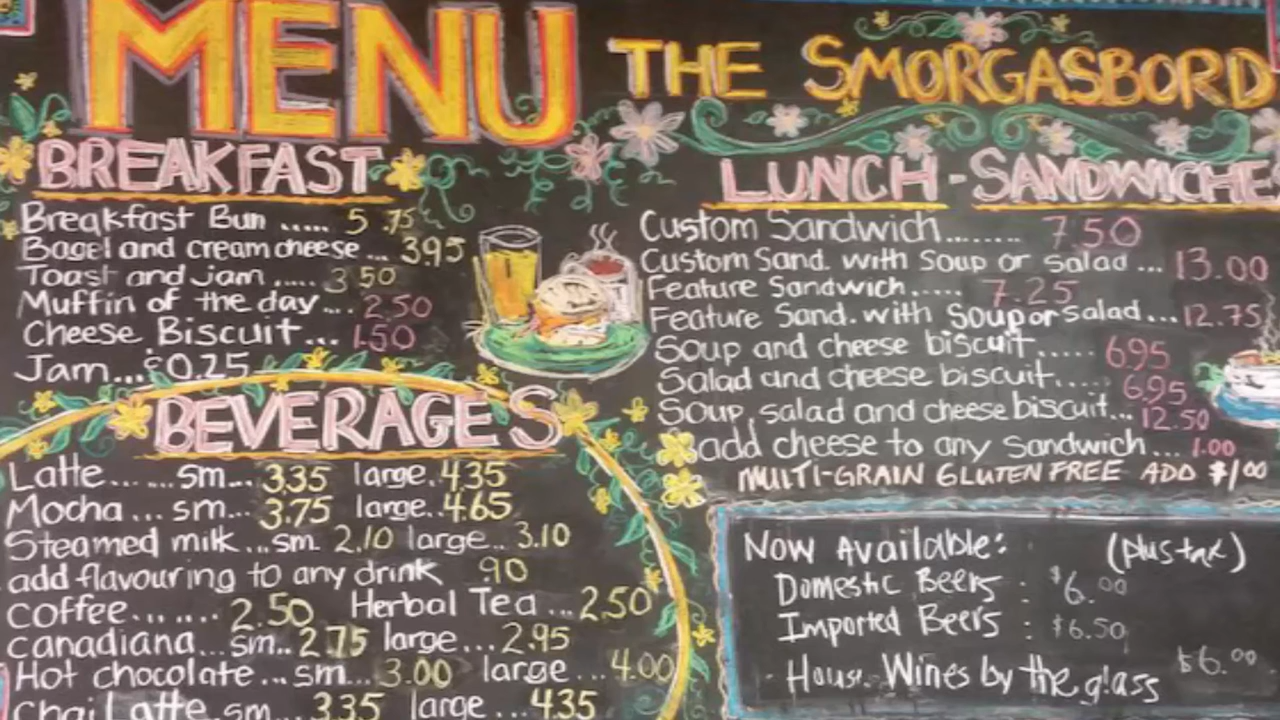 MENU
THE SMORGASBORD
BREAKFAST
Breakfast Bun ..... 5.75
Bagel and cream cheese ... 3.95
Toast and jam ..... 3.50
Muffin of the day .... 2.50
Cheese Biscuit ... 1.50
Jam ... 0.25
BEVERAGES
Latte ...... sm... 3.35 large. 4.35
Mocha ... sm... 3.75 large.. 4.65
Steamed milk ... sm 2.10 large.. 3.10
add flavouring to any drink .90
coffee ....... 2.50 Herbal Tea ... 2.50
canadiana... sm.. 2.75 large... 2.95
Hot chocolate ... sm... 3.00 large ... 4.00
Chai Latte sm... 3.35 large ... 4.35
LUNCH - SANDWICHE
Custom Sandwich ........ 7.50
Custom Sand. with soup or salad ... 13.00
Feature Sandwich ..... 7.25
Feature Sand. with soup or salad ... 12.75
Soup and cheese biscuit ..... 6.95
Salad and cheese biscuit ..... 6.95
Soup, salad and cheese biscuit ... 12.50
add cheese to any sandwich ... 1.00
MULTI-GRAIN GLUTEN FREE ADD $1.00
Now Available: (plus tax)
Domestic Beers : $6.00
Imported Beers : $6.50
House Wines by the glass $6.00